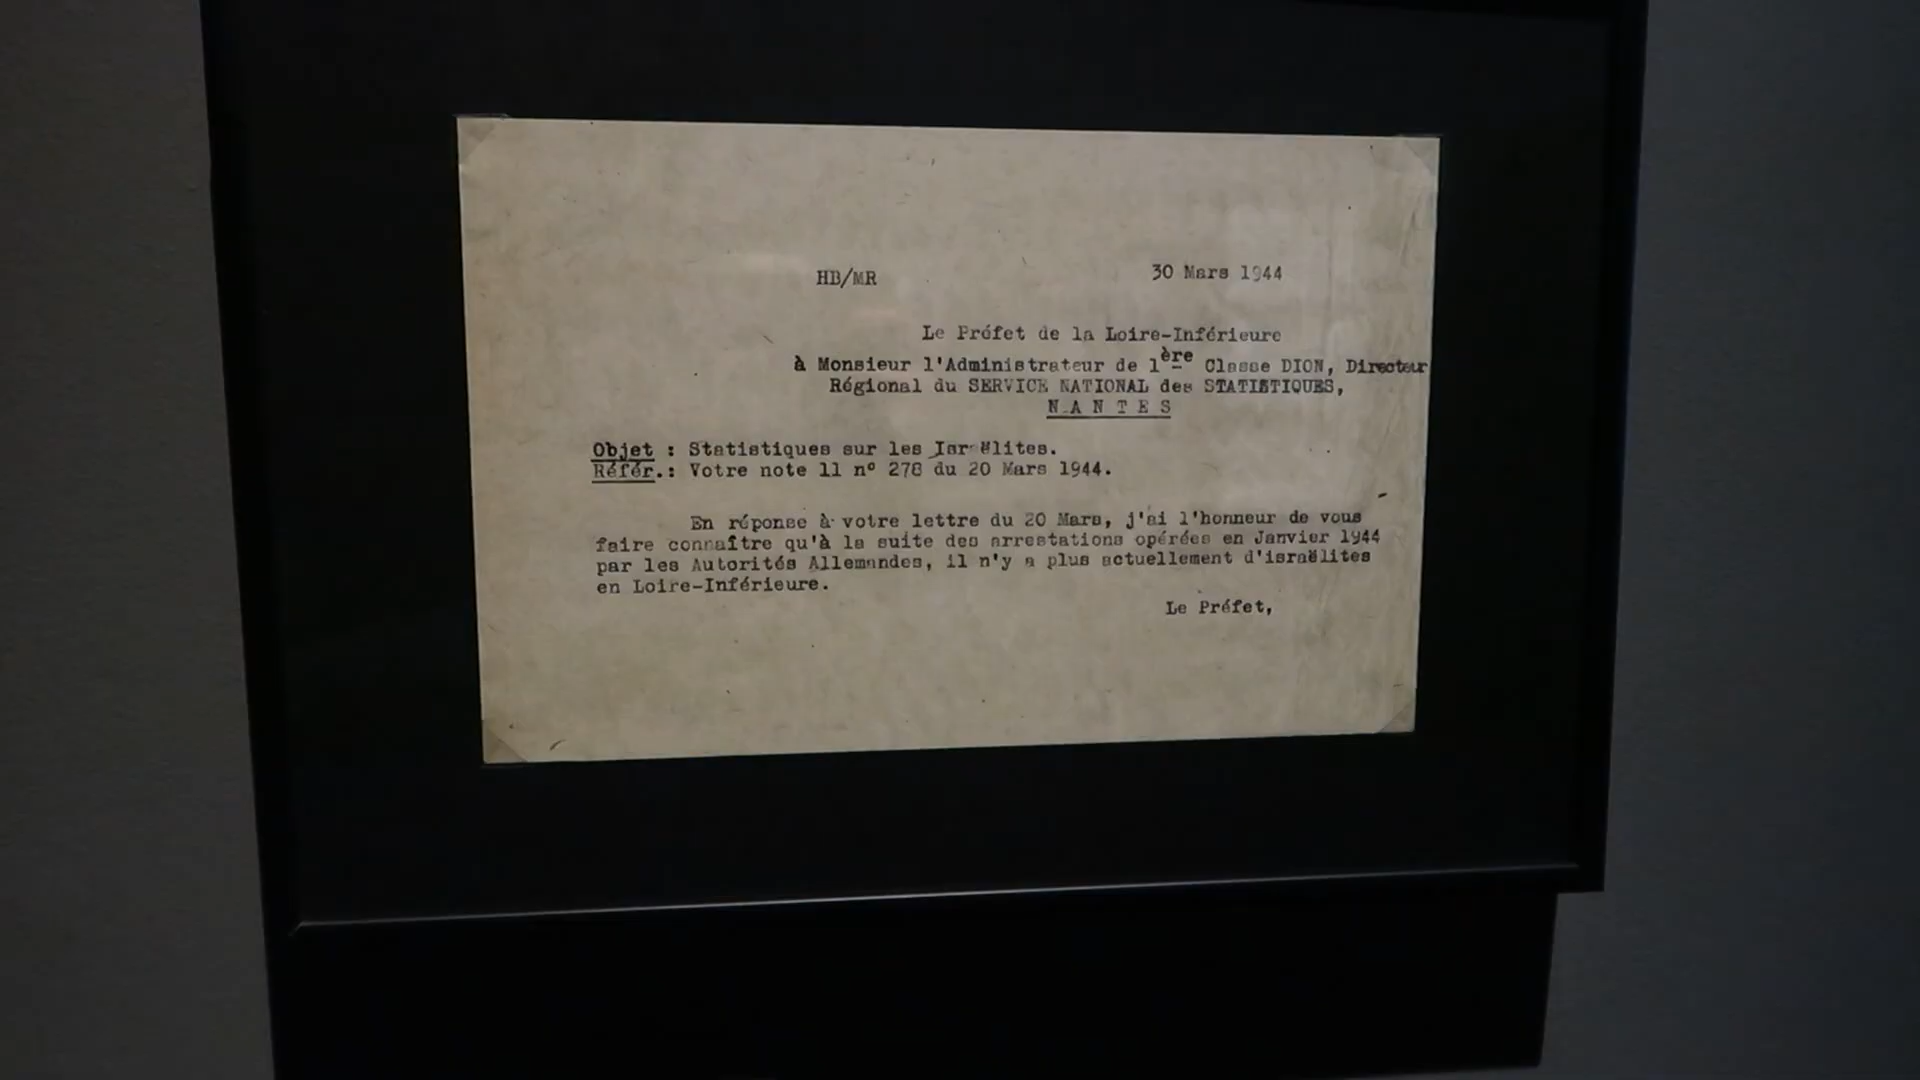 HB/MR 30 Mars 1944
Le Préfet de la Loire-Inférieure
à Monsieur l'Administrateur de 1ère Classe DION, Directeur
Régional du SERVICE NATIONAL des STATISTIQUES,
N A N T E S
Objet : Statistiques sur les Israëlites.
Référ.: Votre note 11 n° 278 du 20 Mars 1944.
En réponse à votre lettre du 20 Mars, j'ai l'honneur de vous
faire connaître qu'à la suite des arrestations opérées en Janvier 1944
par les Autorités Allemandes, il n'y a plus actuellement d'israëlites
en Loire-Inférieure.
Le Préfet,